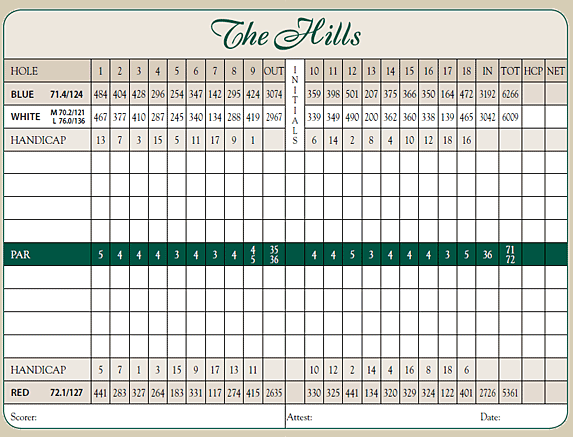 The Hills
HOLE 1 2 3 4 5 6 7 8 9 OUT INITIALS 10 11 12 13 14 15 16 17 18 IN TOT HCP NET
BLUE 71.4/124 484 404 428 296 254 347 142 295 424 3074 359 398 501 207 375 366 350 164 472 3192 6266
WHITE M 70.2/121 L 76.0/136 467 377 410 287 245 340 134 288 419 2967 339 349 490 200 362 360 338 139 465 3042 6009
HANDICAP 13 7 3 15 5 11 17 9 1 6 14 2 8 4 10 12 18 16
PAR 5 4 4 4 3 4 3 4 4 5 35 36 4 4 5 3 4 4 4 3 5 36 71 72
HANDICAP 5 7 1 3 15 9 17 13 11 10 12 2 14 4 16 8 18 6
RED 72.1/127 441 283 327 264 183 331 117 274 415 2635 330 325 441 134 320 329 324 122 401 2726 5361
Scorer: Attest: Date: